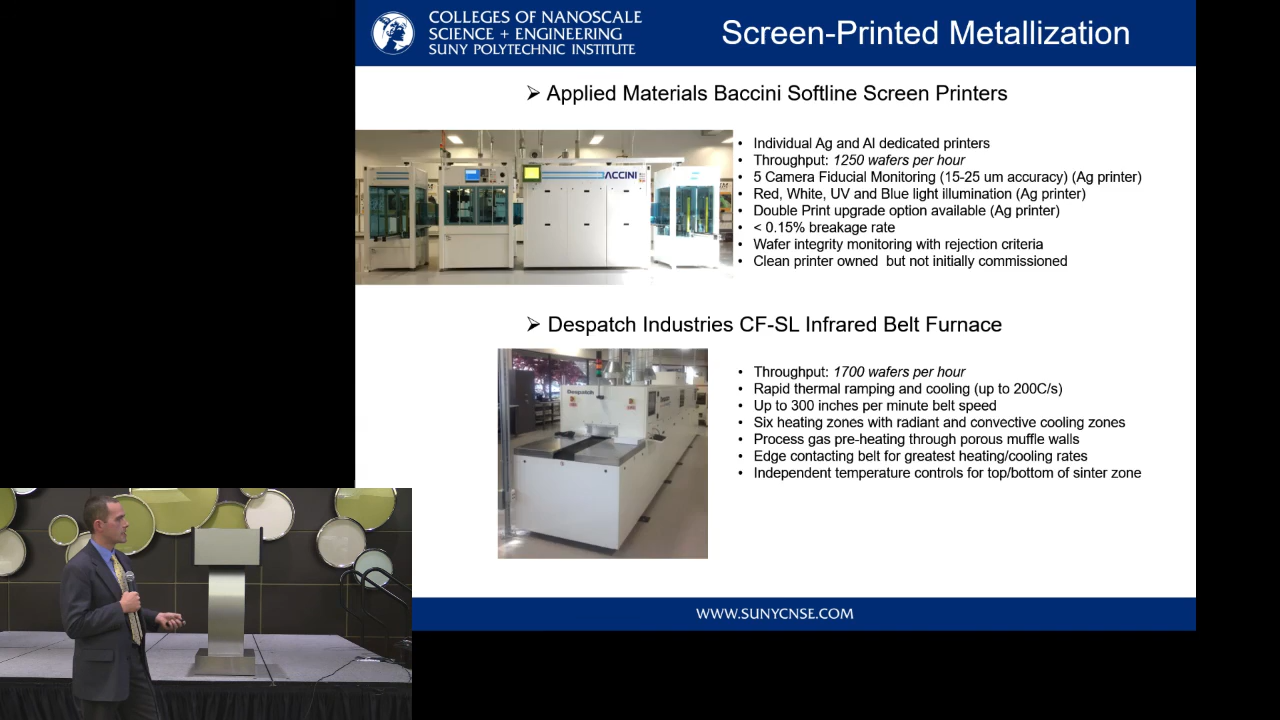 COLLEGES OF NANOSCALE
SCIENCE + ENGINEERING
SUNY POLYTECHNIC INSTITUTE
Screen-Printed Metallization
➢ Applied Materials Baccini Softline Screen Printers
ACCINI
• Individual Ag and Al dedicated printers
• Throughput: 1250 wafers per hour
• 5 Camera Fiducial Monitoring (15-25 um accuracy) (Ag printer)
• Red, White, UV and Blue light illumination (Ag printer)
• Double Print upgrade option available (Ag printer)
• < 0.15% breakage rate
• Wafer integrity monitoring with rejection criteria
• Clean printer owned but not initially commissioned
➢ Despatch Industries CF-SL Infrared Belt Furnace
Despatch
• Throughput: 1700 wafers per hour
• Rapid thermal ramping and cooling (up to 200C/s)
• Up to 300 inches per minute belt speed
• Six heating zones with radiant and convective cooling zones
• Process gas pre-heating through porous muffle walls
• Edge contacting belt for greatest heating/cooling rates
• Independent temperature controls for top/bottom of sinter zone
WWW.SUNYCNSE.COM